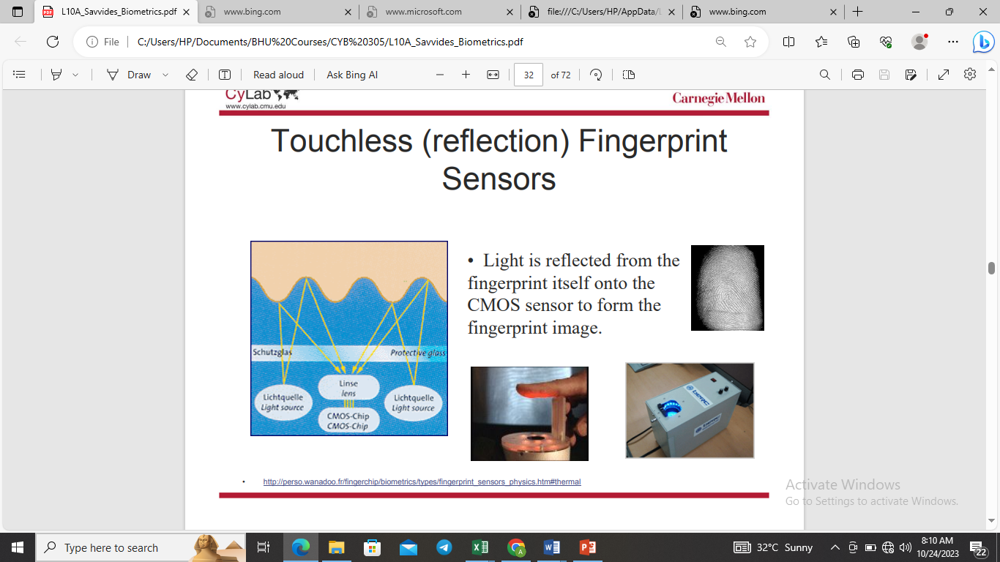 L10A_Savvides_Biometrics.pdf
www.bing.com
www.microsoft.com
file:///C:/Users/HP/AppData/
www.bing.com
File
C:/Users/HP/Documents/BHU%20Courses/CYB%20305/L10A_Savvides_Biometrics.pdf
Draw
Read aloud
Ask Bing AI
32
of 72
CyLab
www.cylab.cmu.edu
Carnegie Mellon
Touchless (reflection) Fingerprint
Sensors
Schutzglas
Protective glass
Lichtquelle
Light source
Linse
lens
CMOS-Chip
CMOS-Chip
Lichtquelle
Light source
• Light is reflected from the
fingerprint itself onto the
CMOS sensor to form the
fingerprint image.
• http://perso.wanadoo.fr/fingerchip/biometrics/types/fingerprint_sensors_physics.htm#thermal
Activate Windows
Go to Settings to activate Windows.
Type here to search
32°C Sunny
8:10 AM
10/24/2023
22